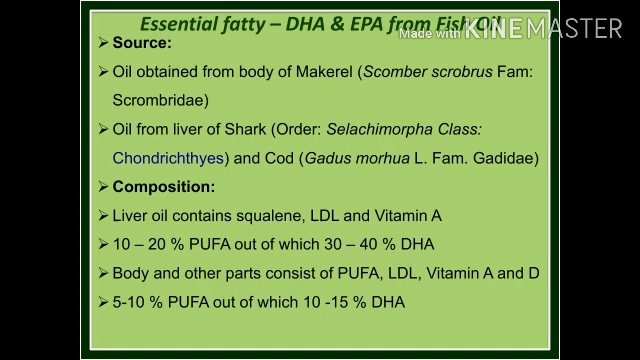 Essential fatty – DHA & EPA from Fish Oil
Made with KINEMASTER
➢ Source:
➢ Oil obtained from body of Makerel (Scomber scrobrus Fam:
Scrombridae)
➢ Oil from liver of Shark (Order: Selachimorpha Class:
Chondrichthyes) and Cod (Gadus morhua L. Fam. Gadidae)
➢ Composition:
➢ Liver oil contains squalene, LDL and Vitamin A
➢ 10 – 20 % PUFA out of which 30 – 40 % DHA
➢ Body and other parts consist of PUFA, LDL, Vitamin A and D
➢ 5-10 % PUFA out of which 10 -15 % DHA